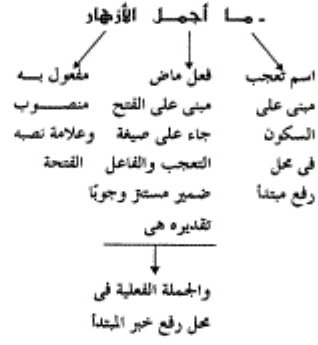 - ما أجمل الأزهار
اسم تعجب
مبنى على
السكون
فى محل
رفع مبتدأ
فعل ماض
مبنى على الفتح
جاء على صيغة
التعجب والفاعل
ضمير مستتر وجوبًا
تقديره هى
مفعول به
منصوب
وعلامة نصبه
الفتحة
والجملة الفعلية فى
محل رفع خبر المبتدأ